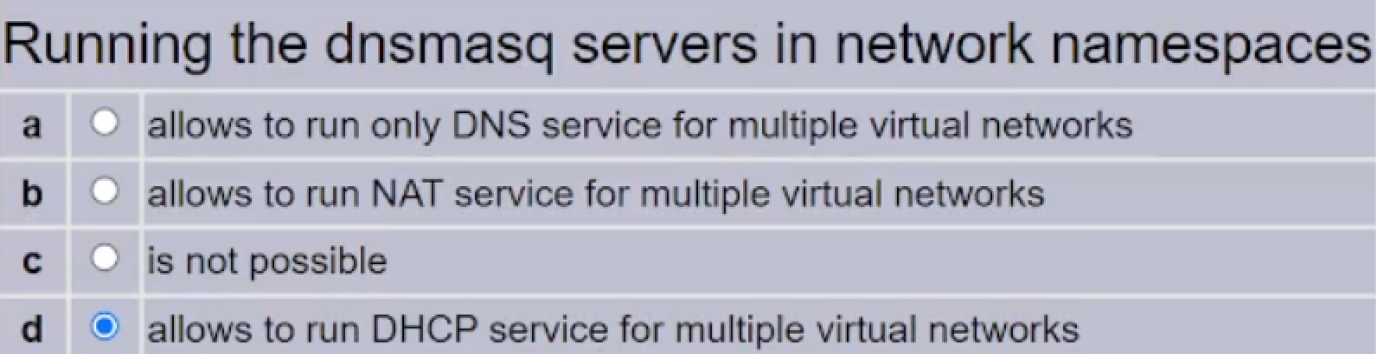 Running the dnsmasq servers in network namespaces
a allows to run only DNS service for multiple virtual networks
b allows to run NAT service for multiple virtual networks
c is not possible
d allows to run DHCP service for multiple virtual networks